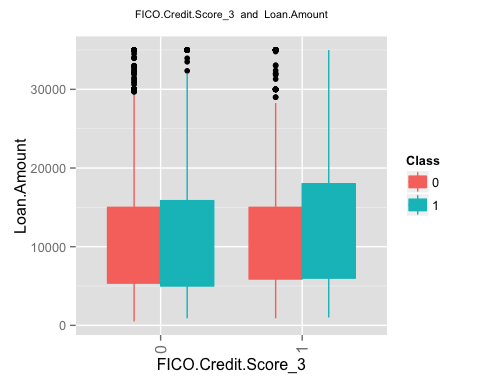 FICO.Credit.Score_3 and Loan.Amount
30000
20000
10000
0
Loan.Amount
0
1
FICO.Credit.Score_3
Class
0
1